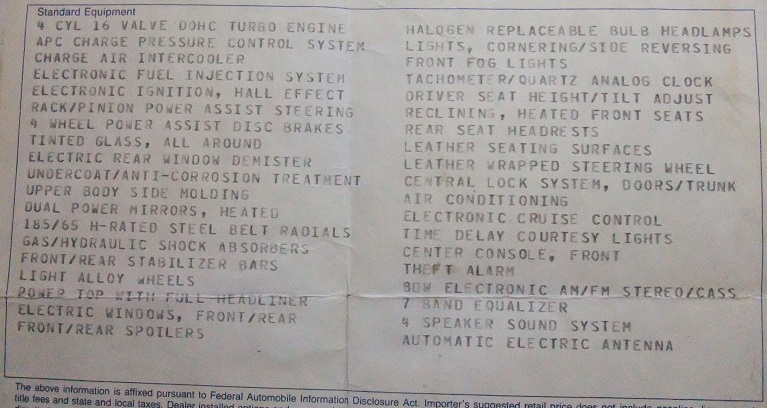 Standard Equipment
4 CYL 16 VALVE DOHC TURBO ENGINE
APC CHARGE PRESSURE CONTROL SYSTEM
CHARGE AIR INTERCOOLER
ELECTRONIC FUEL INJECTION SYSTEM
ELECTRONIC IGNITION, HALL EFFECT
RACK/PINION POWER ASSIST STEERING
4 WHEEL POWER ASSIST DISC BRAKES
TINTED GLASS, ALL AROUND
ELECTRIC REAR WINDOW DEMISTER
UNDERCOAT/ANTI-CORROSION TREATMENT
UPPER BODY SIDE MOLDING
DUAL POWER MIRRORS, HEATED
185/65 H-RATED STEEL BELT RADIALS
GAS/HYDRAULIC SHOCK ABSORBERS
FRONT/REAR STABILIZER BARS
LIGHT ALLOY WHEELS
POWER TOP WITH FULL HEADLINER
ELECTRIC WINDOWS, FRONT/REAR
FRONT/REAR SPOILERS
HALOGEN REPLACEABLE BULB HEADLAMPS
LIGHTS, CORNERING/SIDE REVERSING
FRONT FOG LIGHTS
TACHOMETER/QUARTZ ANALOG CLOCK
DRIVER SEAT HEIGHT/TILT ADJUST
RECLINING, HEATED FRONT SEATS
REAR SEAT HEADRESTS
LEATHER SEATING SURFACES
LEATHER WRAPPED STEERING WHEEL
CENTRAL LOCK SYSTEM, DOORS/TRUNK
AIR CONDITIONING
ELECTRONIC CRUISE CONTROL
TIME DELAY COURTESY LIGHTS
CENTER CONSOLE, FRONT
THEFT ALARM
80W ELECTRONIC AM/FM STEREO/CASS
7 BAND EQUALIZER
4 SPEAKER SOUND SYSTEM
AUTOMATIC ELECTRIC ANTENNA
The above information is affixed pursuant to Federal Automobile Information Disclosure Act. Importer's suggested retail price does not include
title fees and state and local taxes. Dealer installed